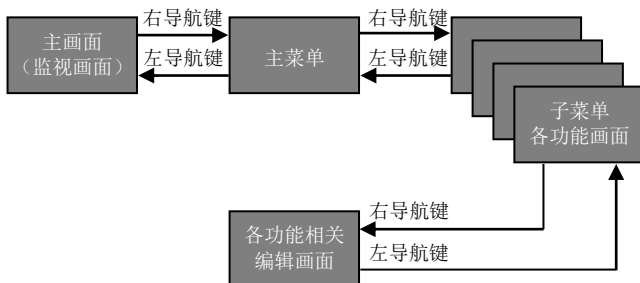 右导航键
右导航键
主画面
（监视画面）
左导航键
主菜单
左导航键
子菜单
各功能画面
右导航键
各功能相关
编辑画面
左导航键